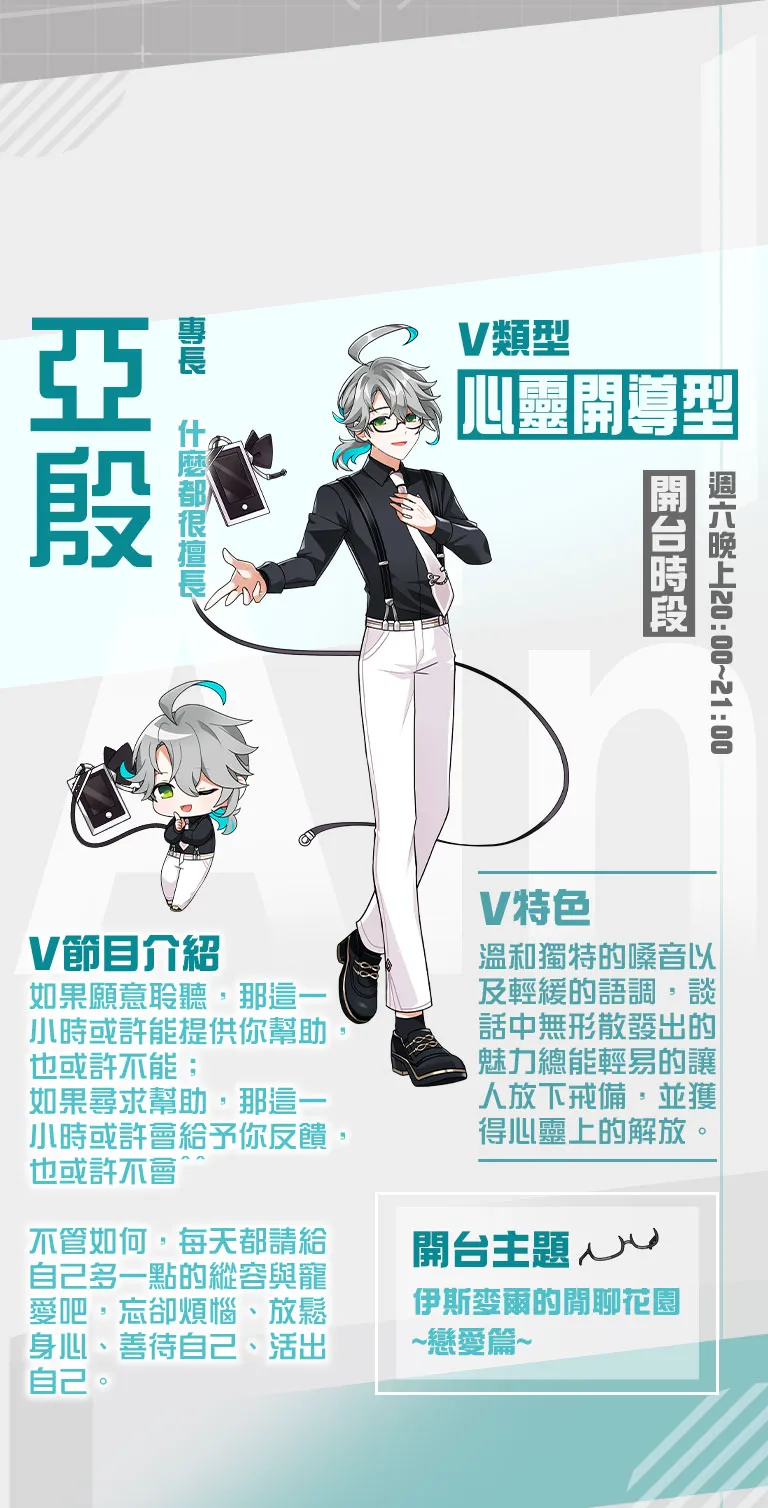 亞殷
專長
什麼都很擅長
V類型
心靈開導型
開台時段
週六晚上20:00~21:00
Ain
V節目介紹
如果願意聆聽，那這一
小時或許能提供你幫助，
也或許不能；
如果尋求幫助，那這一
小時或許會給予你反饋，
也或許不會^^
不管如何，每天都請給
自己多一點的縱容與寵
愛吧，忘卻煩惱、放鬆
身心、善待自己、活出
自己。
V特色
溫和獨特的嗓音以
及輕緩的語調，談
話中無形散發出的
魅力總能輕易的讓
人放下戒備，並獲
得心靈上的解放。
開台主題
伊斯麥爾的閒聊花園
~戀愛篇~